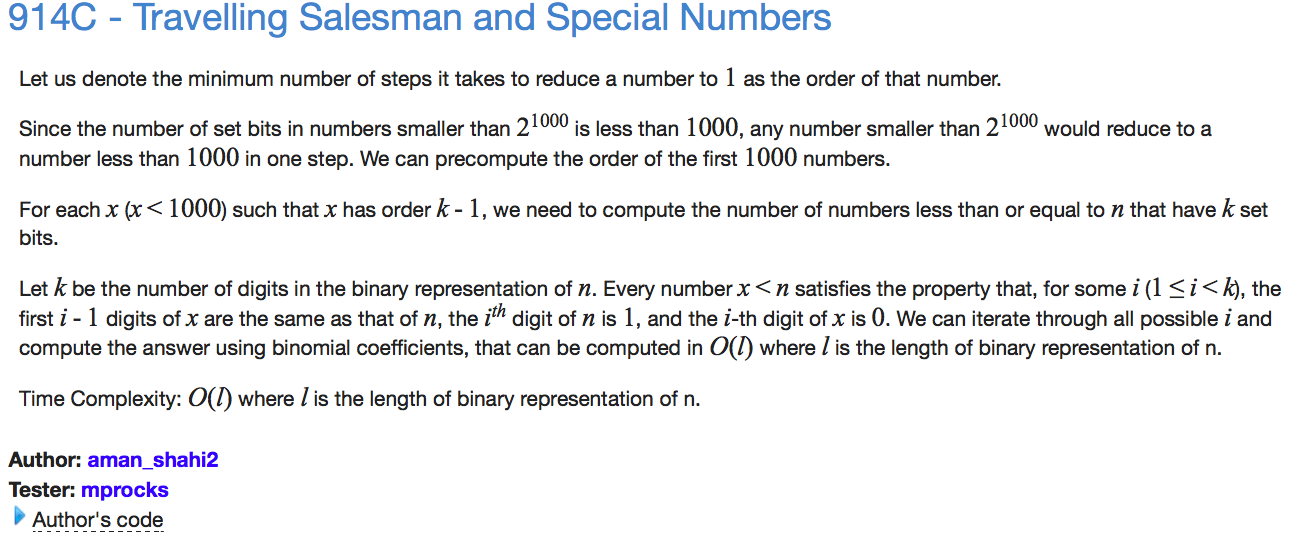 914C - Travelling Salesman and Special Numbers
Let us denote the minimum number of steps it takes to reduce a number to 1 as the order of that number.
Since the number of set bits in numbers smaller than 2^1000 is less than 1000, any number smaller than 2^1000 would reduce to a
number less than 1000 in one step. We can precompute the order of the first 1000 numbers.
For each x (x < 1000) such that x has order k - 1, we need to compute the number of numbers less than or equal to n that have k set
bits.
Let k be the number of digits in the binary representation of n. Every number x < n satisfies the property that, for some i (1 ≤ i < k), the
first i - 1 digits of x are the same as that of n, the i^th digit of n is 1, and the i-th digit of x is 0. We can iterate through all possible i and
compute the answer using binomial coefficients, that can be computed in O(l) where l is the length of binary representation of n.
Time Complexity: O(l) where l is the length of binary representation of n.
Author: aman_shahi2
Tester: mprocks
Author's code